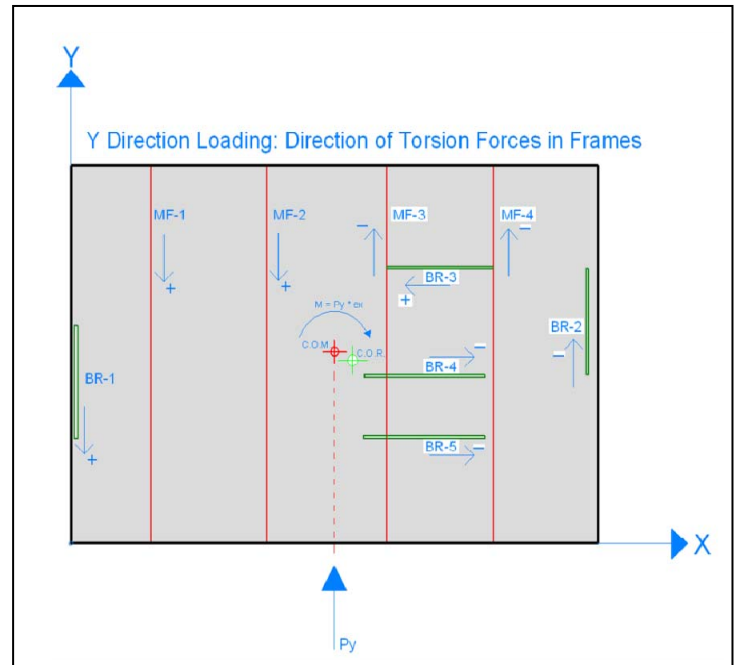 Y
Y Direction Loading: Direction of Torsion Forces in Frames
MF-1
MF-2
MF-3
MF-4
−
−
+
+
BR-3
+
M = Py * ex
BR-2
C.O.M.
C.O.R.
−
−
BR-4
BR-1
+
BR-5
−
X
Py